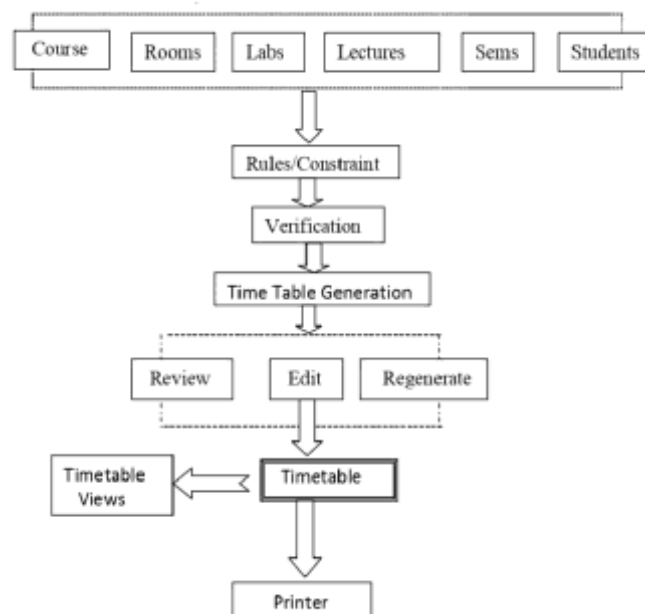 Course
Rooms
Labs
Lectures
Sems
Students
Rules/Constraint
Verification
Time Table Generation
Review
Edit
Regenerate
Timetable
Views
Timetable
Printer